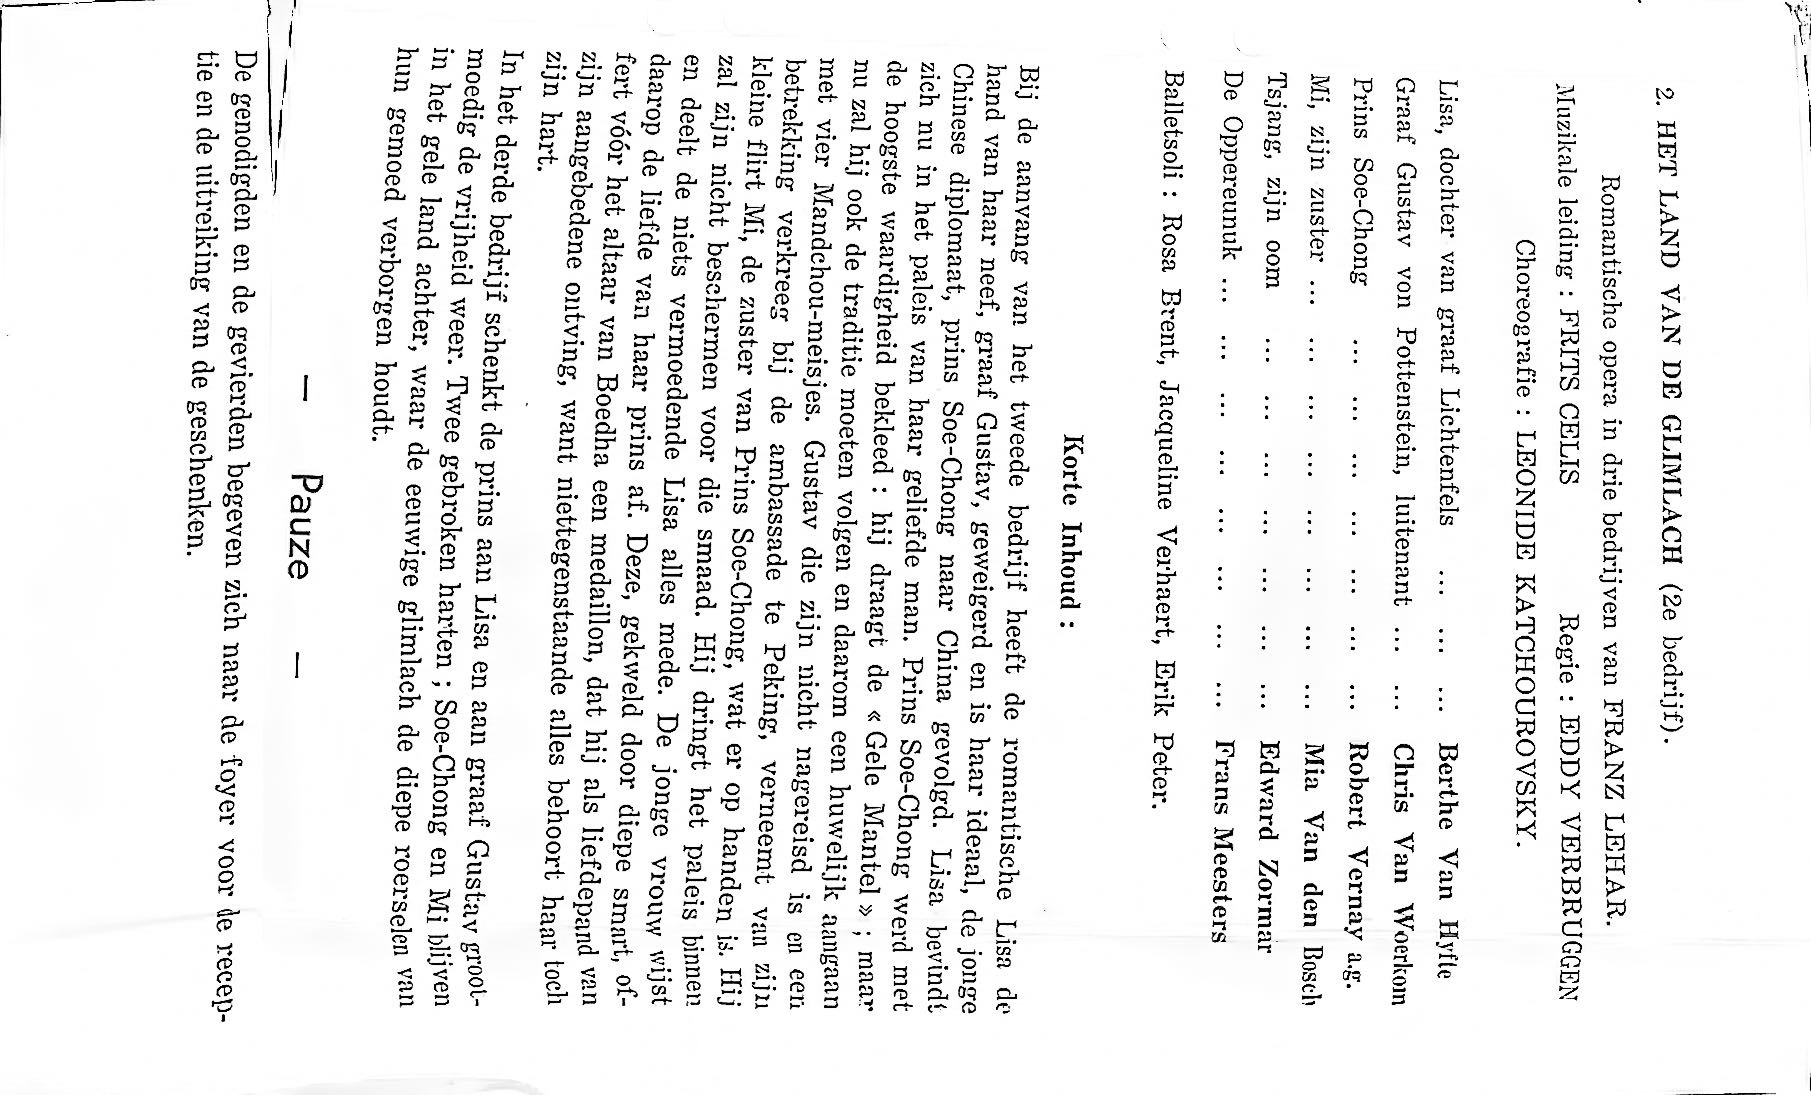 2. HET LAND VAN DE GLIMLACH (2e bedrijf).
Romantische opera in drie bedrijven van FRANZ LEHAR.
Muzikale leiding : FRITS CELIS Regie : EDDY VERBRUGGEN
Choreografie : LEONIDE KATCHOUROVSKY.
Lisa, dochter van graaf Lichtenfels ... ... ... Berthe Van Hyfte
Graaf Gustav von Pottenstein, luitenant ... ... Chris Van Woerkom
Prins Soe-Chong ... ... ... ... ... ... ... Robert Vernay a.g.
Mi, zijn zuster ... ... ... ... ... ... ... ... Mia Van den Bosch
Tsjang, zijn oom ... ... ... ... ... ... ... Edward Zormar
De Oppereunuk ... ... ... ... ... ... ... ... Frans Meesters
Balletsoli : Rosa Brent, Jacqueline Verhaert, Erik Peter.
Korte Inhoud :
Bij de aanvang van het tweede bedrijf heeft de romantische Lisa de
hand van haar neef, graaf Gustav, geweigerd en is haar ideaal, de jonge
Chinese diplomaat, prins Soe-Chong naar China gevolgd. Lisa bevindt
zich nu in het paleis van haar geliefde man. Prins Soe-Chong werd met
de hoogste waardigheid bekleed : hij draagt de « Gele Mantel » ; maar
nu zal hij ook de traditie moeten volgen en daarom een huwelijk aangaan
met vier Mandchou-meisjes. Gustav die zijn nicht nagereisd is en een
betrekking verkreeg bij de ambassade te Peking, verneemt van zijn
kleine flirt Mi, de zuster van Prins Soe-Chong, wat er op handen is. Hij
zal zijn nicht beschermen voor die smaad. Hij dringt het paleis binnen
en deelt de niets vermoedende Lisa alles mede. De jonge vrouw wijst
daarop de liefde van haar prins af. Deze, gekweld door diepe smart, of-
fert vóór het altaar van Boedha een medaillon, dat hij als liefdepand van
zijn aangebedene ontving, want niettegenstaande alles behoort haar toch
zijn hart.
In het derde bedrijf schenkt de prins aan Lisa en aan graaf Gustav groot-
moedig de vrijheid weer. Twee gebroken harten ; Soe-Chong en Mi blijven
in het gele land achter, waar de eeuwige glimlach de diepe roerselen van
hun gemoed verborgen houdt.
— Pauze —
De genodigden en de gevierden begeven zich naar de foyer voor de recep-
tie en de uitreiking van de geschenken.